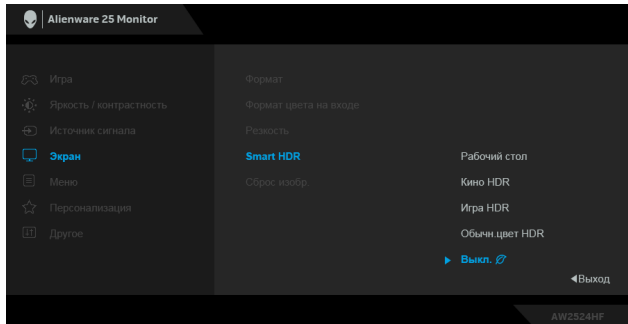 Alienware 25 Monitor
Игра
Яркость / контрастность
Источник сигнала
Экран
Меню
Персонализация
Другое
Формат
Формат цвета на входе
Резкость
Smart HDR
Сброс изобр.
Рабочий стол
Кино HDR
Игра HDR
Обычн.цвет HDR
Выкл.
Выход
AW2524HF